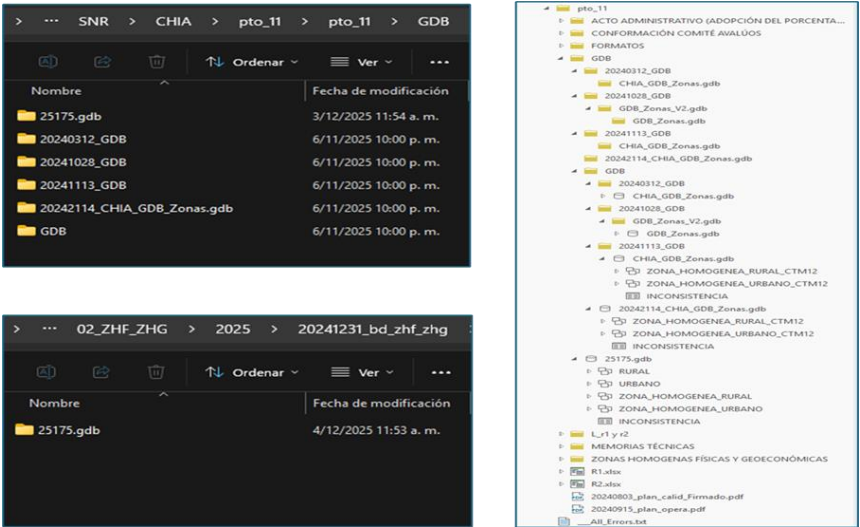 > ... SNR > CHIA > pto_11 > pto_11 > GDB
Ordenar Ver ...
Nombre Fecha de modificación
25175.gdb 3/12/2025 11:54 a. m.
20240312_GDB 6/11/2025 10:00 p. m.
20241028_GDB 6/11/2025 10:00 p. m.
20241113_GDB 6/11/2025 10:00 p. m.
20242114_CHIA_GDB_Zonas.gdb 6/11/2025 10:00 p. m.
GDB 6/11/2025 10:00 p. m.
> ... 02_ZHF_ZHG > 2025 > 20241231_bd_zhf_zhg
Ordenar Ver ...
Nombre Fecha de modificación
25175.gdb 4/12/2025 11:53 a. m.
pto_11
ACTO ADMINISTRATIVO (ADOPCIÓN DEL PORCENTA...
CONFORMACIÓN COMITÉ AVALÚOS
FORMATOS
GDB
20240312_GDB
CHIA_GDB_Zonas.gdb
20241028_GDB
GDB_Zonas_V2.gdb
GDB_Zonas.gdb
20241113_GDB
CHIA_GDB_Zonas.gdb
20242114_CHIA_GDB_Zonas.gdb
GDB
20240312_GDB
CHIA_GDB_Zonas.gdb
20241028_GDB
GDB_Zonas_V2.gdb
GDB_Zonas.gdb
20241113_GDB
CHIA_GDB_Zonas.gdb
ZONA_HOMOGENEA_RURAL_CTM12
ZONA_HOMOGENEA_URBANO_CTM12
INCONSISTENCIA
20242114_CHIA_GDB_Zonas.gdb
ZONA_HOMOGENEA_RURAL_CTM12
ZONA_HOMOGENEA_URBANO_CTM12
INCONSISTENCIA
25175.gdb
RURAL
URBANO
ZONA_HOMOGENEA_RURAL
ZONA_HOMOGENEA_URBANO
INCONSISTENCIA
L_r1 y r2
MEMORIAS TÉCNICAS
ZONAS HOMOGENAS FÍSICAS Y GEOECONÓMICAS
R1.xlsx
R2.xlsx
20240803_plan_calid_Firmado.pdf
20240915_plan_opera.pdf
___All_Errors.txt